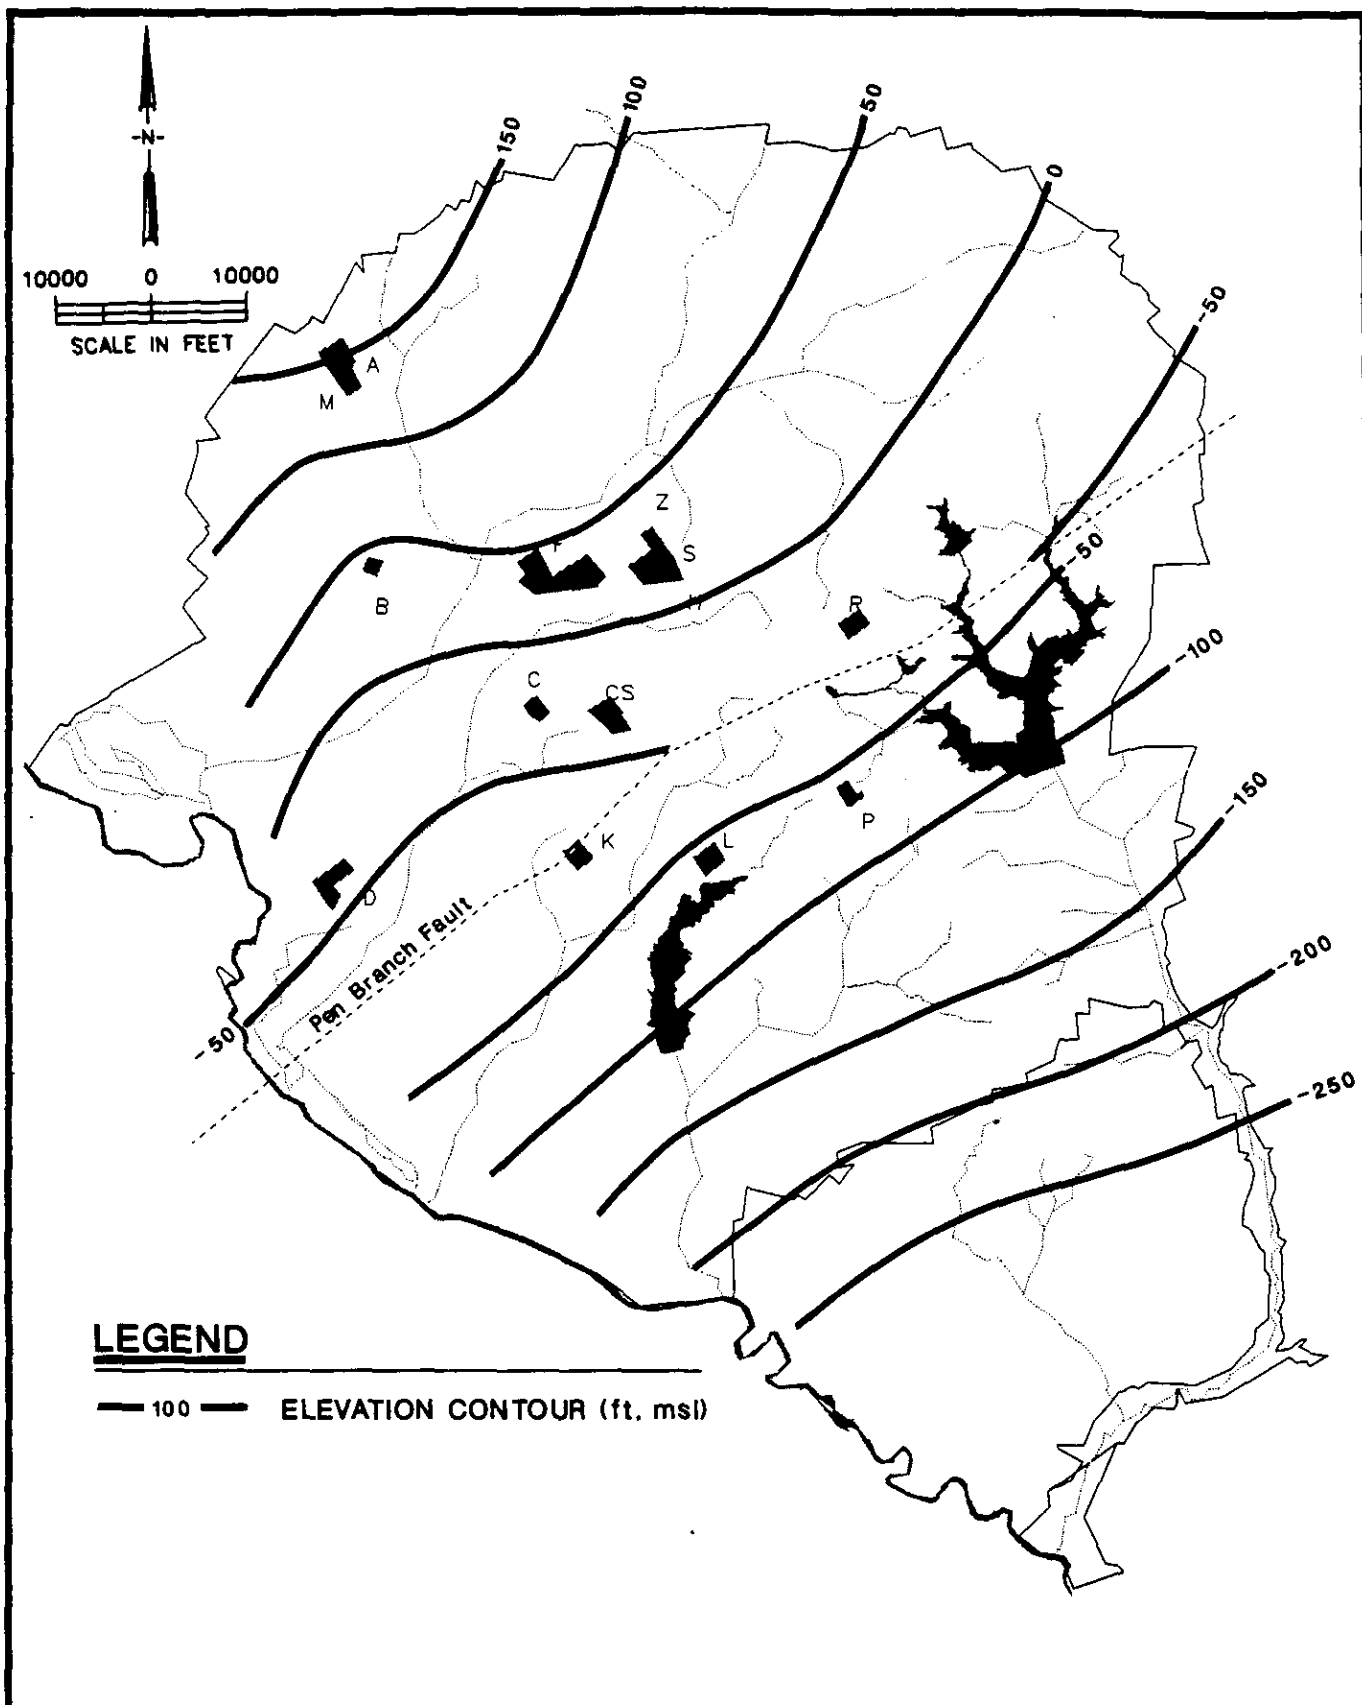 150
100
50
0
-N-
10000 0 10000
SCALE IN FEET
-50
A
M
Z
F
S
-50
B
H
R
-100
C
CS
-150
P
K
L
D
Pen Branch Fault
-200
-50
-250
LEGEND
100 ELEVATION CONTOUR (ft, msl)